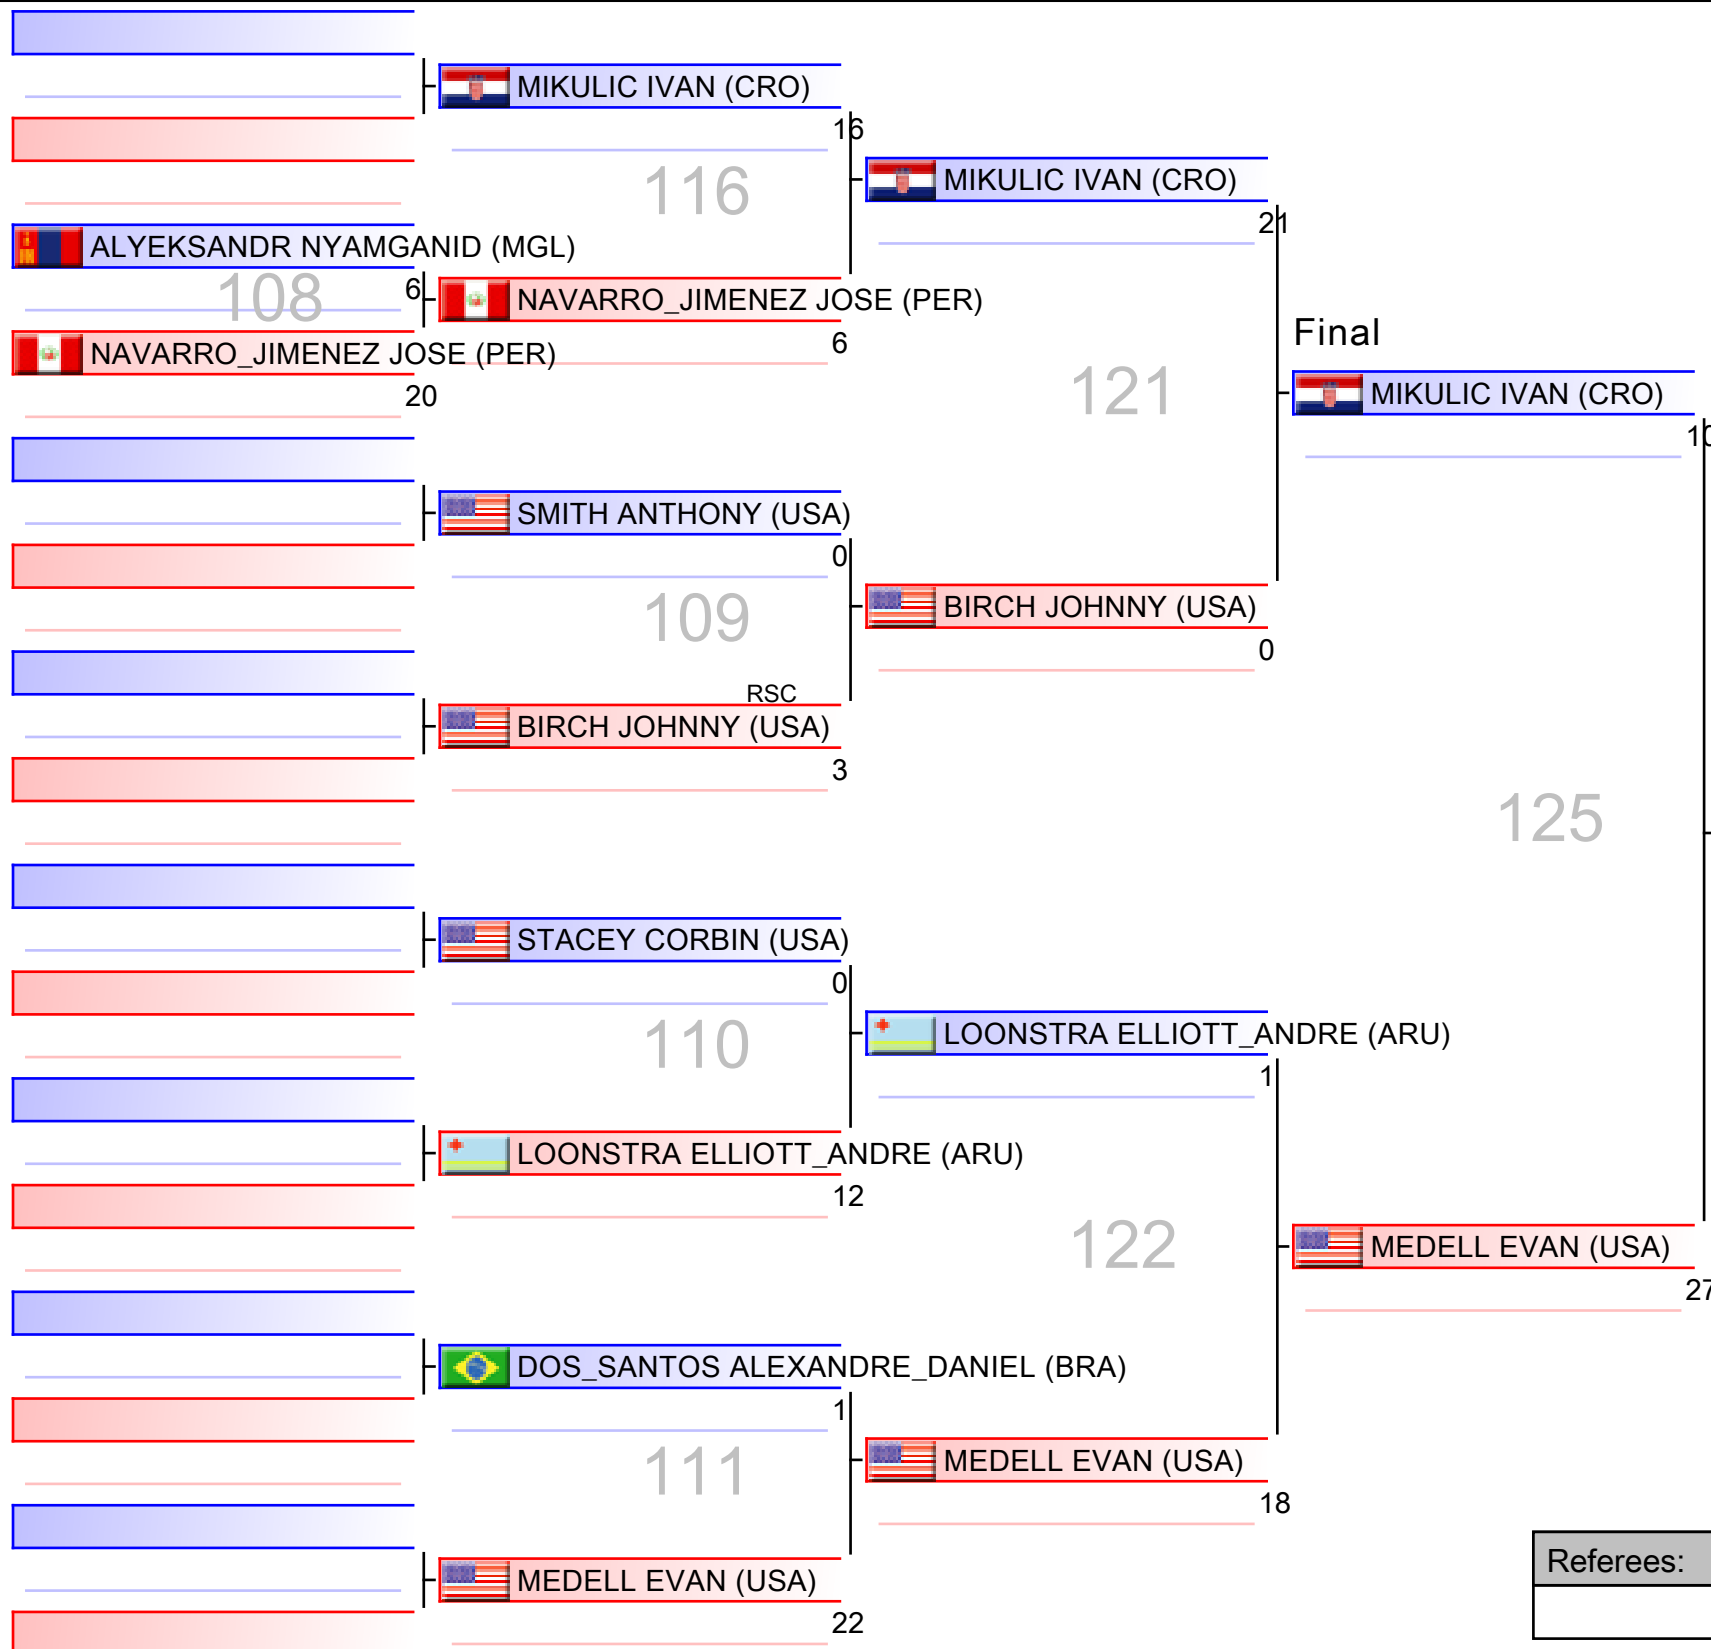 MIKULIC IVAN (CRO)
16
116
MIKULIC IVAN (CRO)
21
ALYEKSANDR NYAMGANID (MGL)
6
108
NAVARRO_JIMENEZ JOSE (PER)
6
NAVARRO_JIMENEZ JOSE (PER)
20
121
Final
MIKULIC IVAN (CRO)
10
SMITH ANTHONY (USA)
0
109
BIRCH JOHNNY (USA)
0
RSC
BIRCH JOHNNY (USA)
3
125
STACEY CORBIN (USA)
0
110
LOONSTRA ELLIOTT_ANDRE (ARU)
1
LOONSTRA ELLIOTT_ANDRE (ARU)
12
122
MEDELL EVAN (USA)
27
DOS_SANTOS ALEXANDRE_DANIEL (BRA)
1
111
MEDELL EVAN (USA)
18
MEDELL EVAN (USA)
22
Referees: